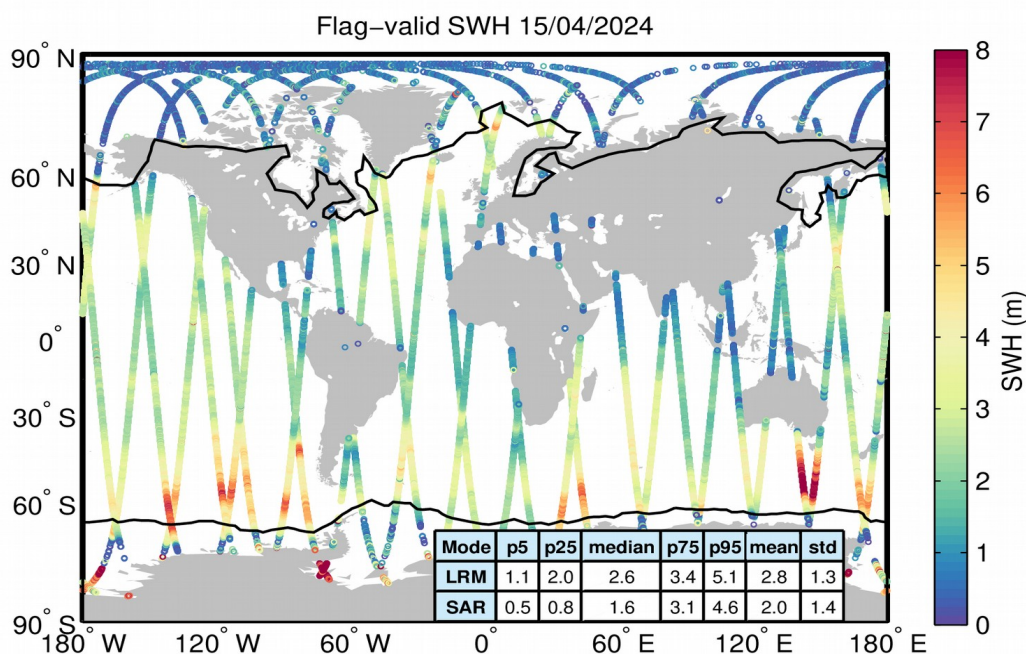 Flag−valid SWH 15/04/2024
90° N
60° N
30° N
0°
30° S
60° S
90° S
180° W
120° W
60° W
0°
60° E
120° E
180° E
8
7
6
5
4
3
2
1
0
SWH (m)
Mode p5 p25 median p75 p95 mean std
LRM 1.1 2.0 2.6 3.4 5.1 2.8 1.3
SAR 0.5 0.8 1.6 3.1 4.6 2.0 1.4